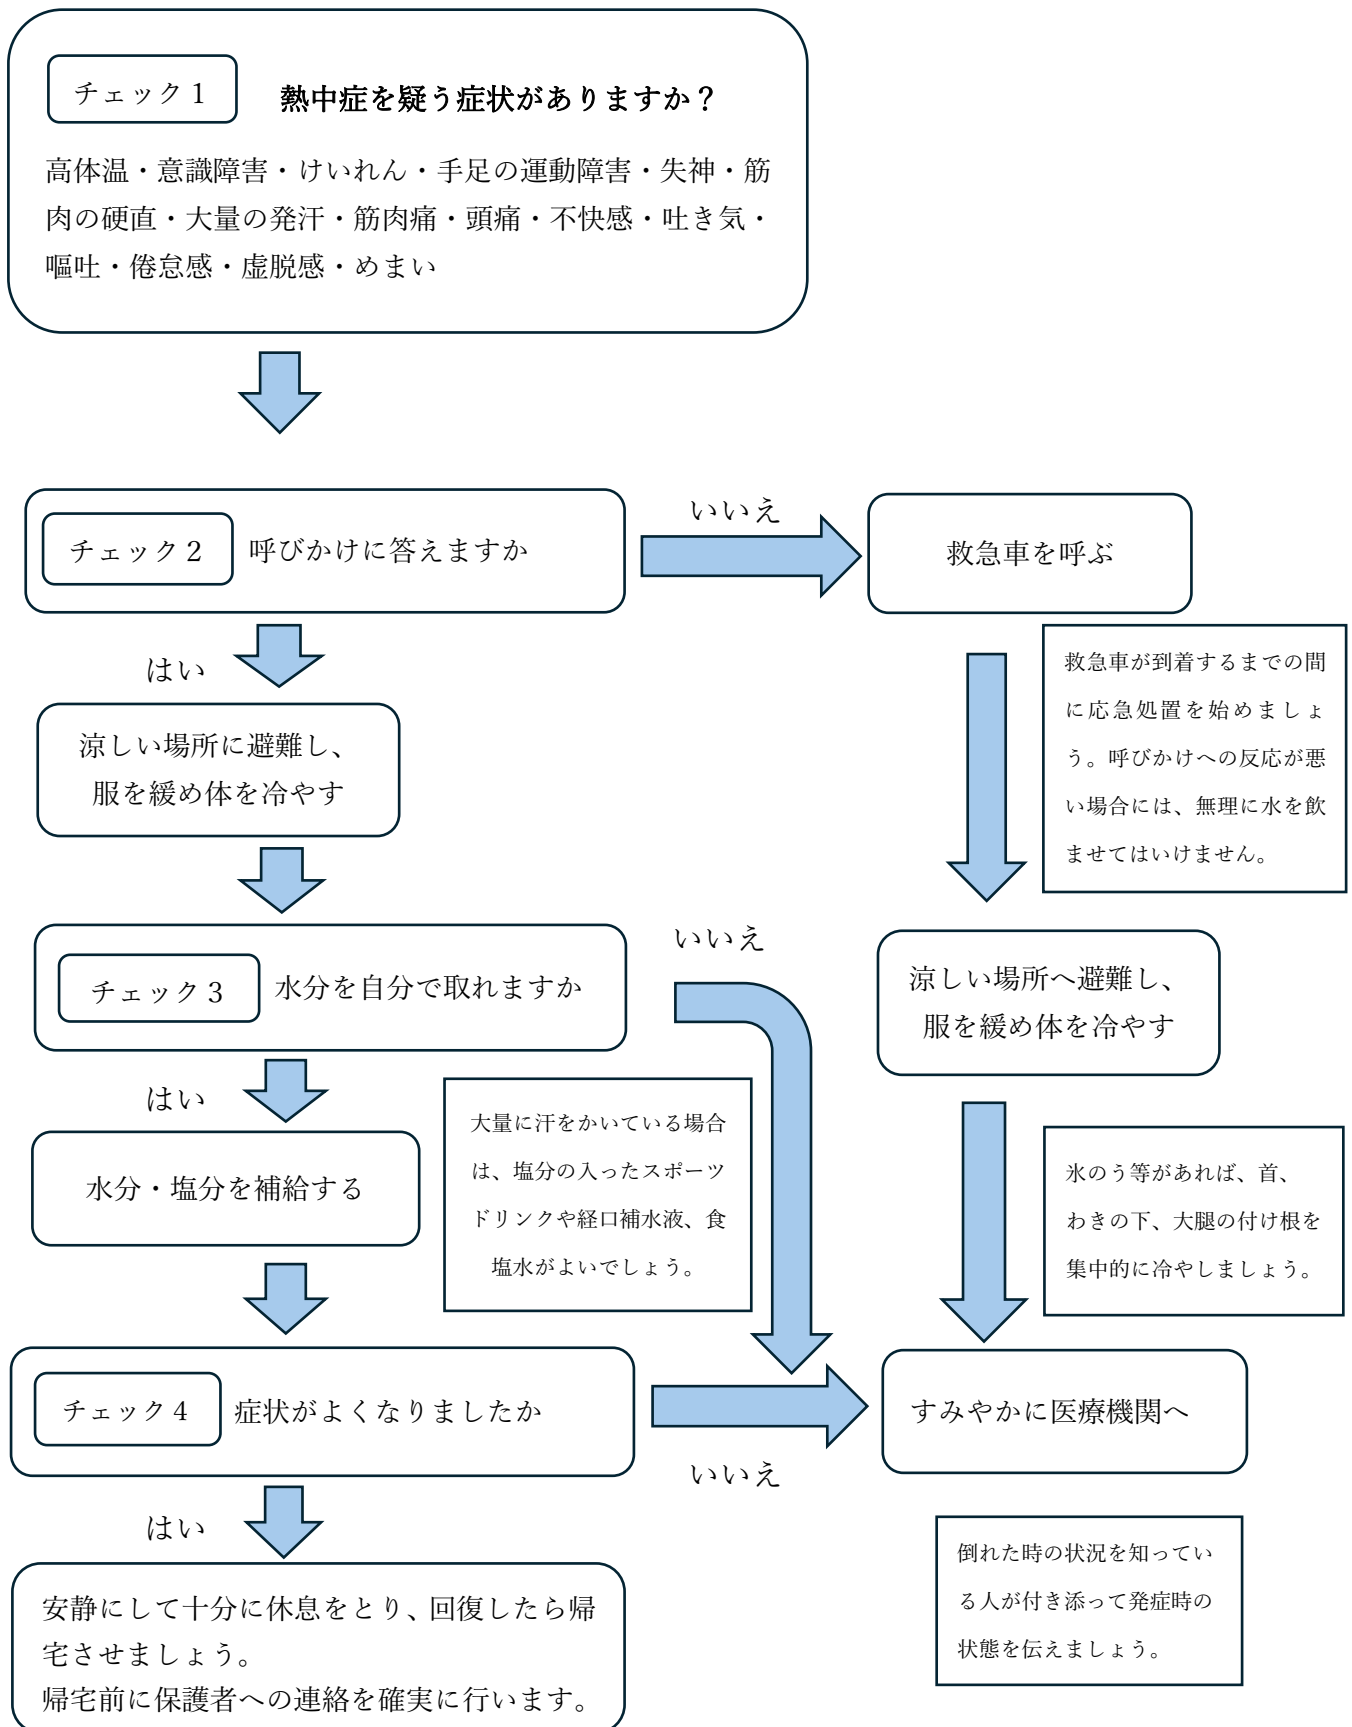 チェック１
熱中症を疑う症状がありますか？
高体温・意識障害・けいれん・手足の運動障害・失神・筋
肉の硬直・大量の発汗・筋肉痛・頭痛・不快感・吐き気・
嘔吐・倦怠感・虚脱感・めまい
チェック２
呼びかけに答えますか
いいえ
救急車を呼ぶ
はい
救急車が到着するまでの間
に応急処置を始めましょ
う。呼びかけへの反応が悪
い場合には、無理に水を飲
ませてはいけません。
涼しい場所に避難し、
服を緩め体を冷やす
チェック３
水分を自分で取れますか
いいえ
涼しい場所へ避難し、
服を緩め体を冷やす
はい
水分・塩分を補給する
大量に汗をかいている場合
は、塩分の入ったスポーツ
ドリンクや経口補水液、食
塩水がよいでしょう。
氷のう等があれば、首、
わきの下、大腿の付け根を
集中的に冷やしましょう。
チェック４
症状がよくなりましたか
いいえ
すみやかに医療機関へ
はい
安静にして十分に休息をとり、回復したら帰
宅させましょう。
帰宅前に保護者への連絡を確実に行います。
倒れた時の状況を知ってい
る人が付き添って発症時の
状態を伝えましょう。